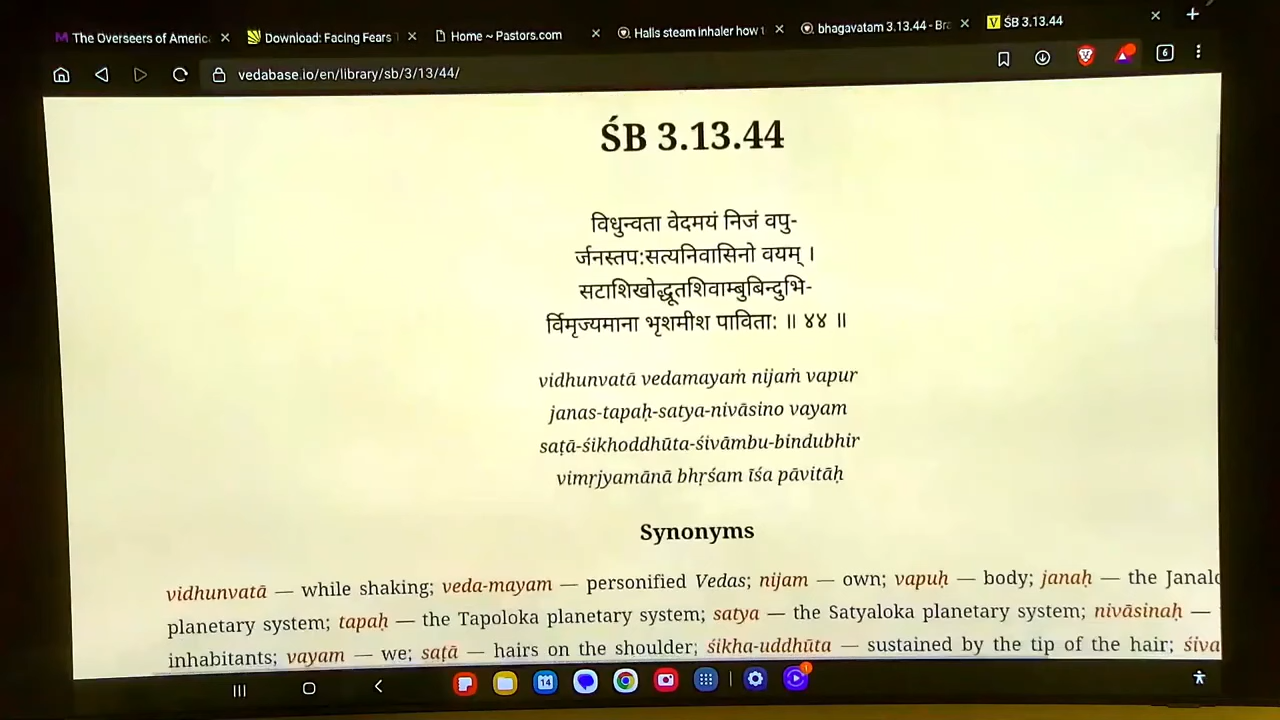 The Overseers of Americ
Download: Facing Fears
Home ~ Pastors.com
Halls steam inhaler how t
bhagavatam 3.13.44 - Bra
ŚB 3.13.44
vedabase.io/en/library/sb/3/13/44/
6
ŚB 3.13.44
विधुन्वता वेदमयं निजं वपु-
र्जनस्तप:सत्यनिवासिनो वयम् ।
सटाशिखोद्धूतशिवाम्बुबिन्दुभि-
र्विमृज्यमाना भृशमीश पाविता: ॥ ४४ ॥
vidhunvatā vedamayaṁ nijaṁ vapur
janas-tapaḥ-satya-nivāsino vayam
saṭā-śikhoddhūta-śivāmbu-bindubhir
vimṛjyamānā bhṛśam īśa pāvitāḥ
Synonyms
vidhunvatā — while shaking; veda-mayam — personified Vedas; nijam — own; vapuḥ — body; janaḥ — the Janalo
planetary system; tapaḥ — the Tapoloka planetary system; satya — the Satyaloka planetary system; nivāsinaḥ —
inhabitants; vayam — we; saṭā — hairs on the shoulder; śikha-uddhūta — sustained by the tip of the hair; śiva
14